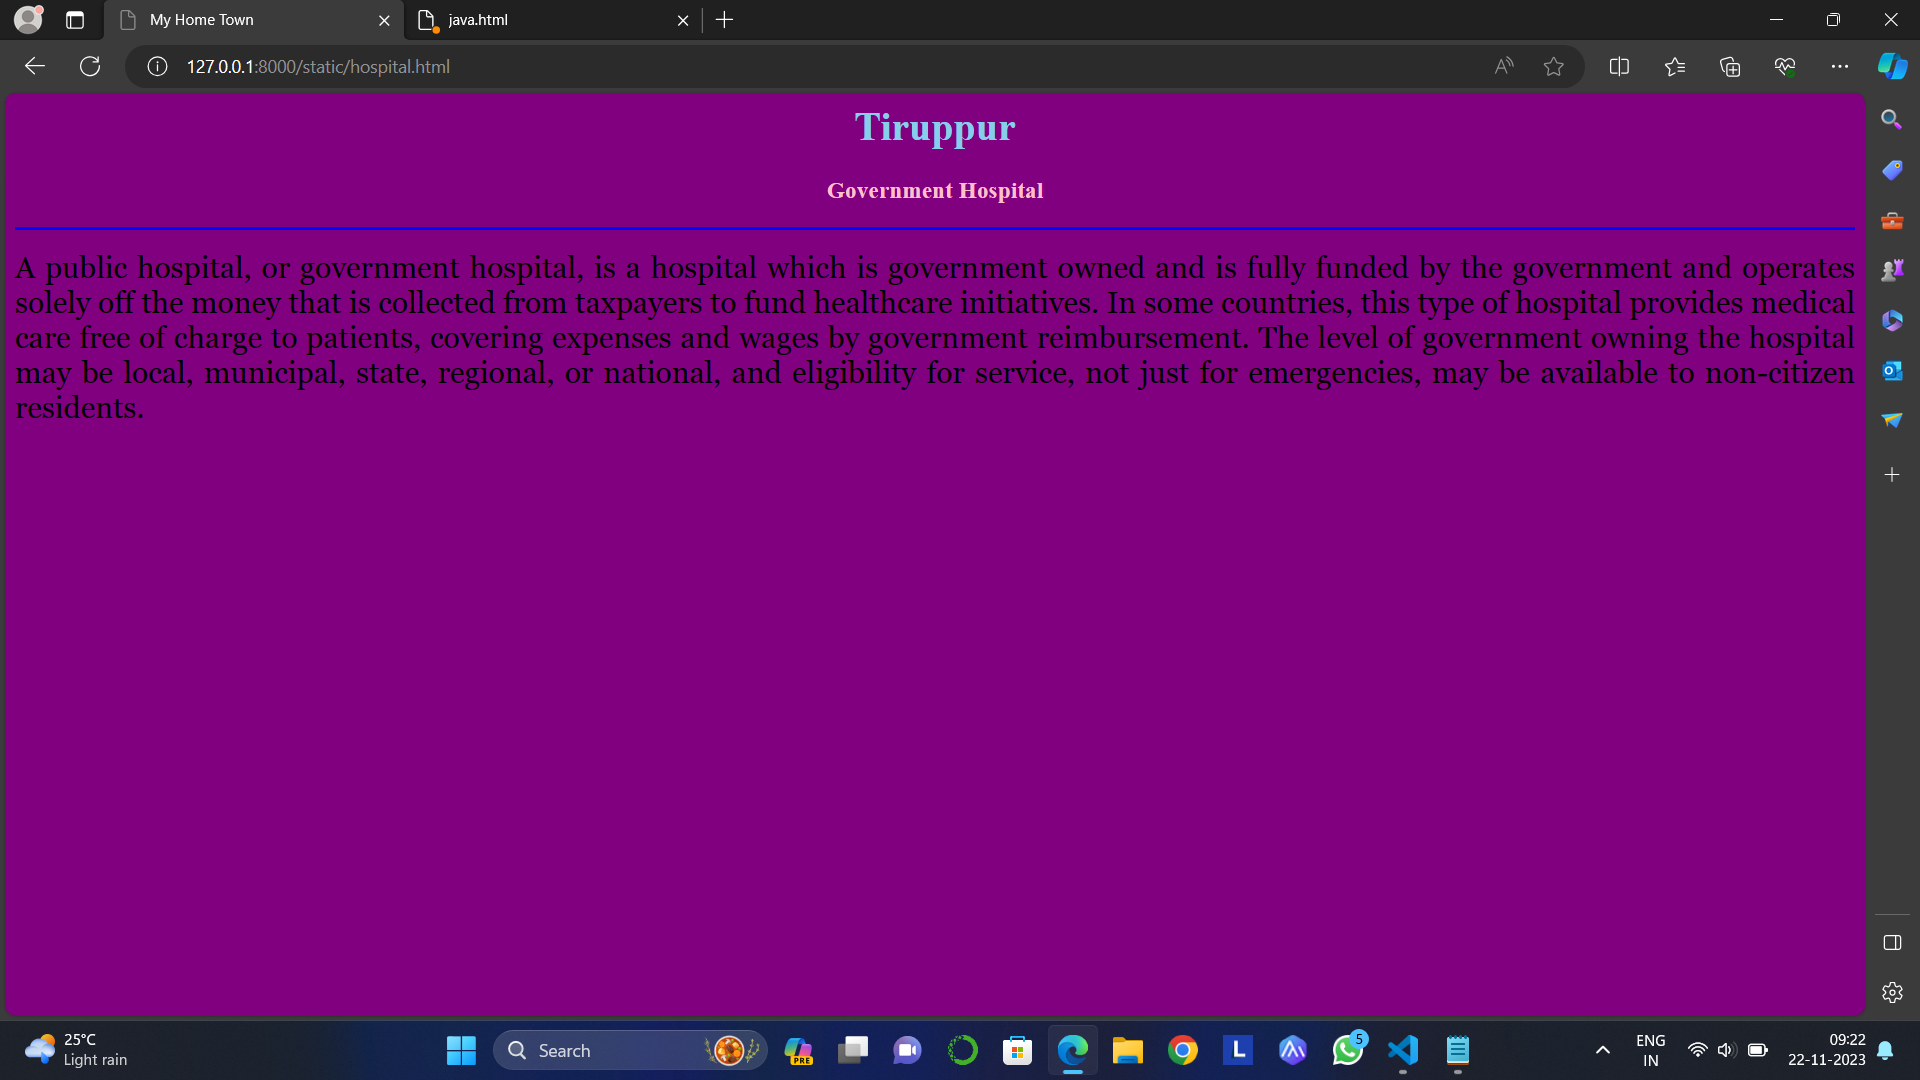 My Home Town
java.html
127.0.0.1:8000/static/hospital.html
Tiruppur
Government Hospital
A public hospital, or government hospital, is a hospital which is government owned and is fully funded by the government and operates
solely off the money that is collected from taxpayers to fund healthcare initiatives. In some countries, this type of hospital provides medical
care free of charge to patients, covering expenses and wages by government reimbursement. The level of government owning the hospital
may be local, municipal, state, regional, or national, and eligibility for service, not just for emergencies, may be available to non-citizen
residents.
25°C
Light rain
Search
PRE
L
5
ENG
IN
09:22
22-11-2023